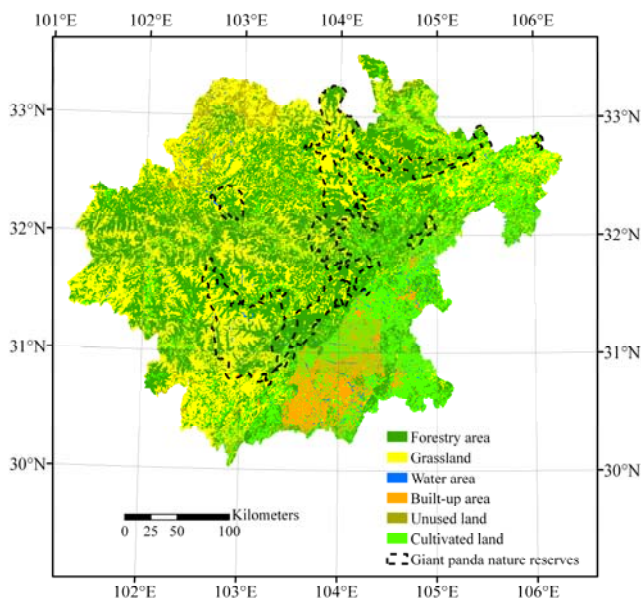 101°E 102°E 103°E 104°E 105°E 106°E
33°N 33°N
32°N 32°N
31°N 31°N
30°N 30°N
Forestry area
Grassland
Water area
Built-up area
Unused land
Cultivated land
Giant panda nature reserves
Kilometers
0 25 50 100
102°E 103°E 104°E 105°E 106°E